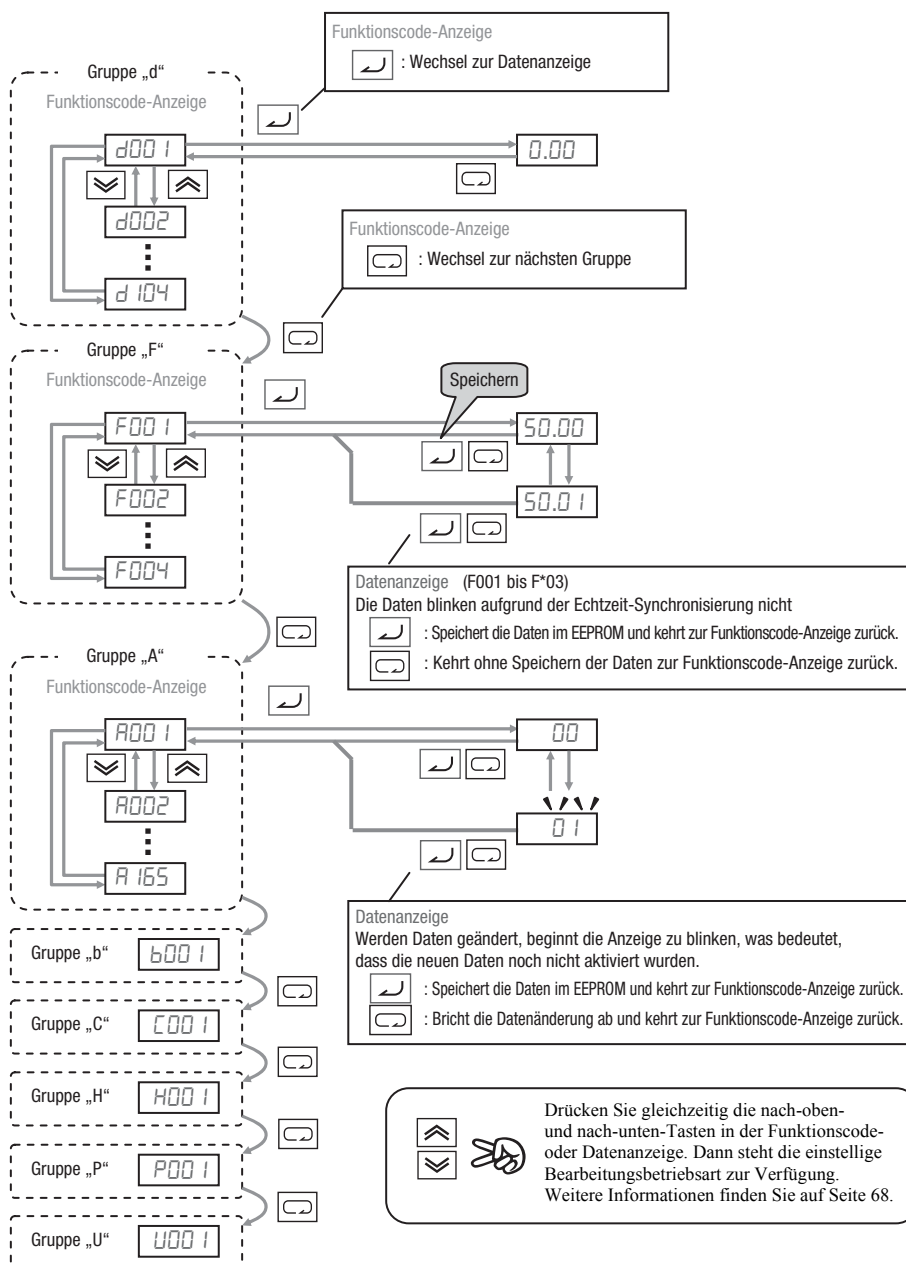 Funktionscode-Anzeige
: Wechsel zur Datenanzeige
Gruppe „d“
Funktionscode-Anzeige
d001
0.00
d002
d104
Funktionscode-Anzeige
: Wechsel zur nächsten Gruppe
Gruppe „F“
Funktionscode-Anzeige
Speichern
F001
50.00
F002
50.01
F004
Datenanzeige (F001 bis F*03)
Die Daten blinken aufgrund der Echtzeit-Synchronisierung nicht
: Speichert die Daten im EEPROM und kehrt zur Funktionscode-Anzeige zurück.
: Kehrt ohne Speichern der Daten zur Funktionscode-Anzeige zurück.
Gruppe „A“
Funktionscode-Anzeige
A001
00
A002
01
A165
Datenanzeige
Werden Daten geändert, beginnt die Anzeige zu blinken, was bedeutet,
dass die neuen Daten noch nicht aktiviert wurden.
: Speichert die Daten im EEPROM und kehrt zur Funktionscode-Anzeige zurück.
: Bricht die Datenänderung ab und kehrt zur Funktionscode-Anzeige zurück.
Gruppe „b“ b001
Gruppe „C“ C001
Gruppe „H“ H001
Gruppe „P“ P001
Gruppe „U“ U001
Drücken Sie gleichzeitig die nach-oben-
und nach-unten-Tasten in der Funktionscode-
oder Datenanzeige. Dann steht die einstellige
Bearbeitungsbetriebsart zur Verfügung.
Weitere Informationen finden Sie auf Seite 68.